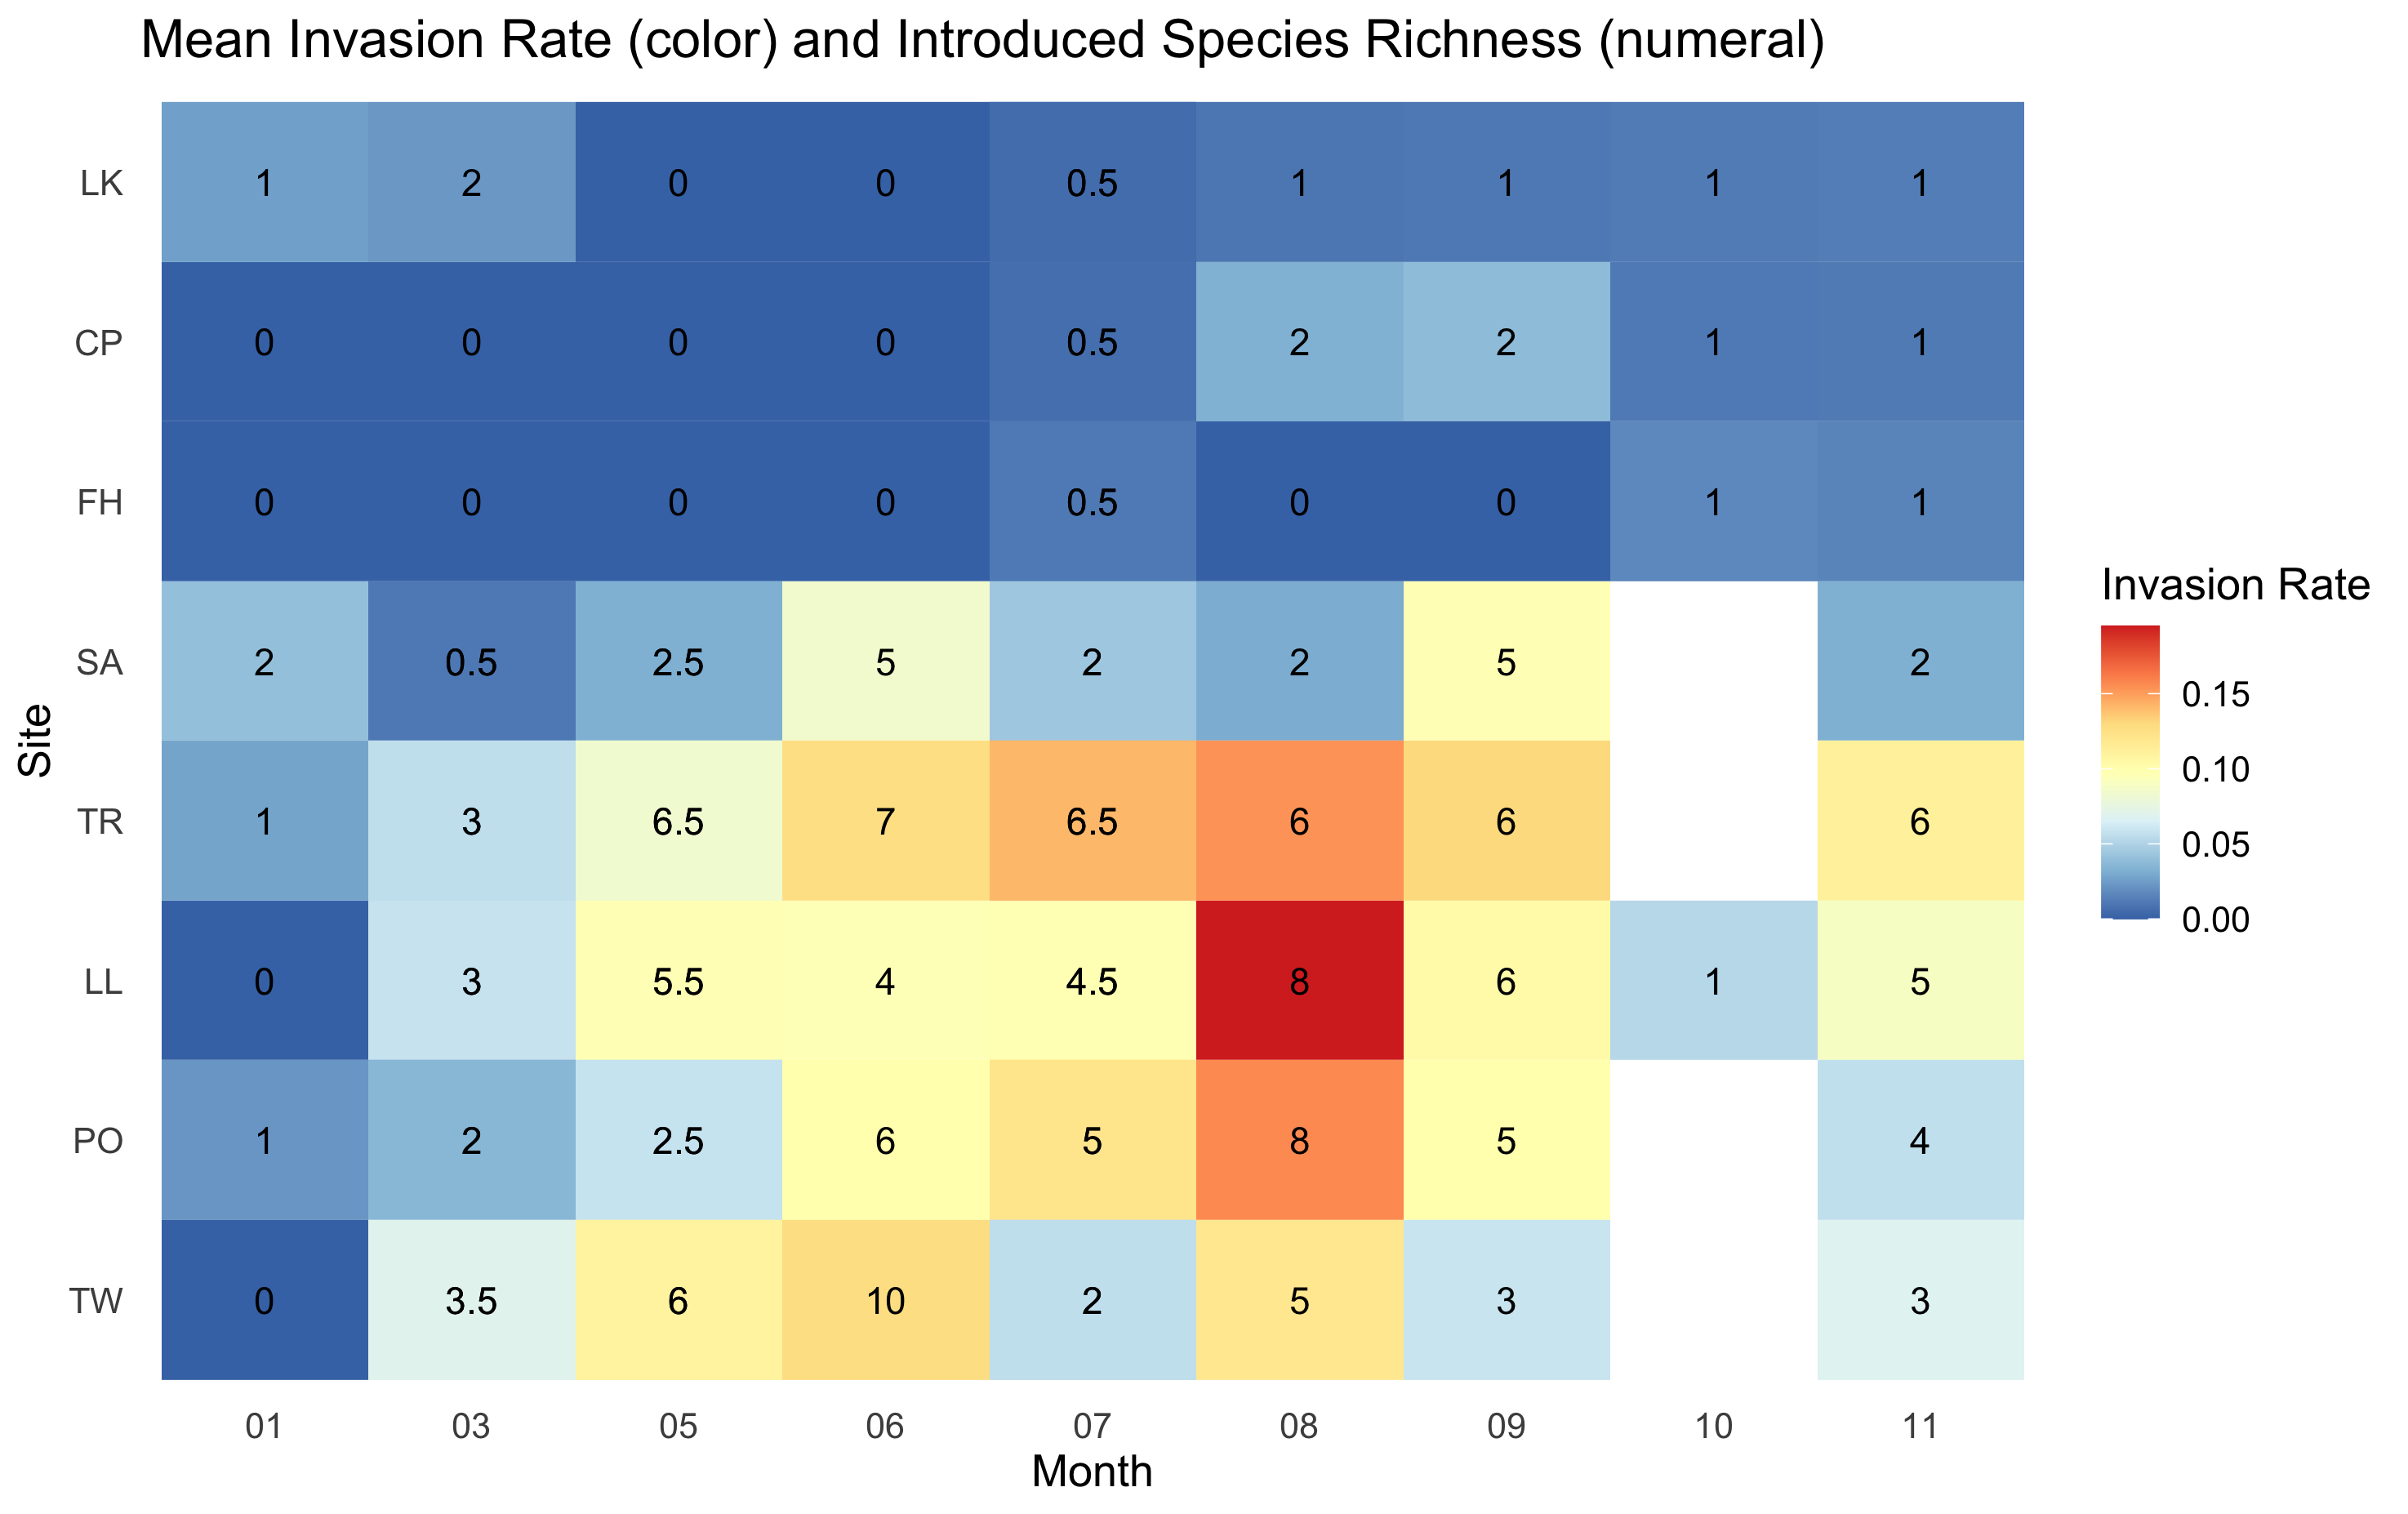 Mean Invasion Rate (color) and Introduced Species Richness (numeral)
LK 1 2 0 0 0.5 1 1 1 1
CP 0 0 0 0 0.5 2 2 1 1
FH 0 0 0 0 0.5 0 0 1 1
SA 2 0.5 2.5 5 2 2 5 2
TR 1 3 6.5 7 6.5 6 6 6
LL 0 3 5.5 4 4.5 8 6 1 5
PO 1 2 2.5 6 5 8 5 4
TW 0 3.5 6 10 2 5 3 3
01 03 05 06 07 08 09 10 11
Month
Site
Invasion Rate
0.15
0.10
0.05
0.00